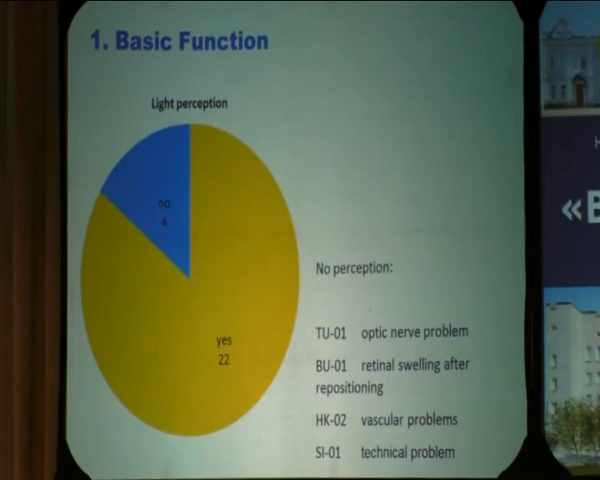 1. Basic Function
Light perception
no
4
yes
22
No perception:
TU-01 optic nerve problem
BU-01 retinal swelling after
repositioning
HK-02 vascular problems
SI-01 technical problem